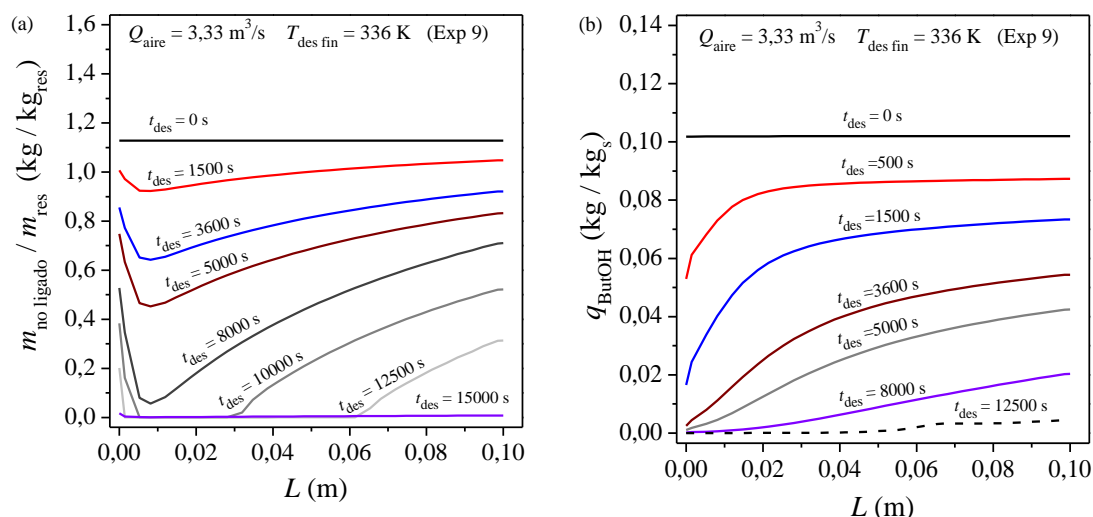 (a)
Q_aire = 3,33 m³/s T_des fin = 336 K (Exp 9)
1,6
1,4
1,2
1,0
0,8
0,6
0,4
0,2
0,0
m_no ligado / m_res (kg / kg_res)
t_des = 0 s
t_des = 1500 s
t_des = 3600 s
t_des = 5000 s
t_des = 8000 s
t_des = 10000 s
t_des = 12500 s
t_des = 15000 s
0,00 0,02 0,04 0,06 0,08 0,10
L (m)
(b)
Q_aire = 3,33 m³/s T_des fin = 336 K (Exp 9)
0,14
0,12
0,10
0,08
0,06
0,04
0,02
0,00
q_ButOH (kg / kg_s)
t_des = 0 s
t_des = 500 s
t_des = 1500 s
t_des =3600 s
t_des =5000 s
t_des = 8000 s
t_des = 12500 s
0,00 0,02 0,04 0,06 0,08 0,10
L (m)